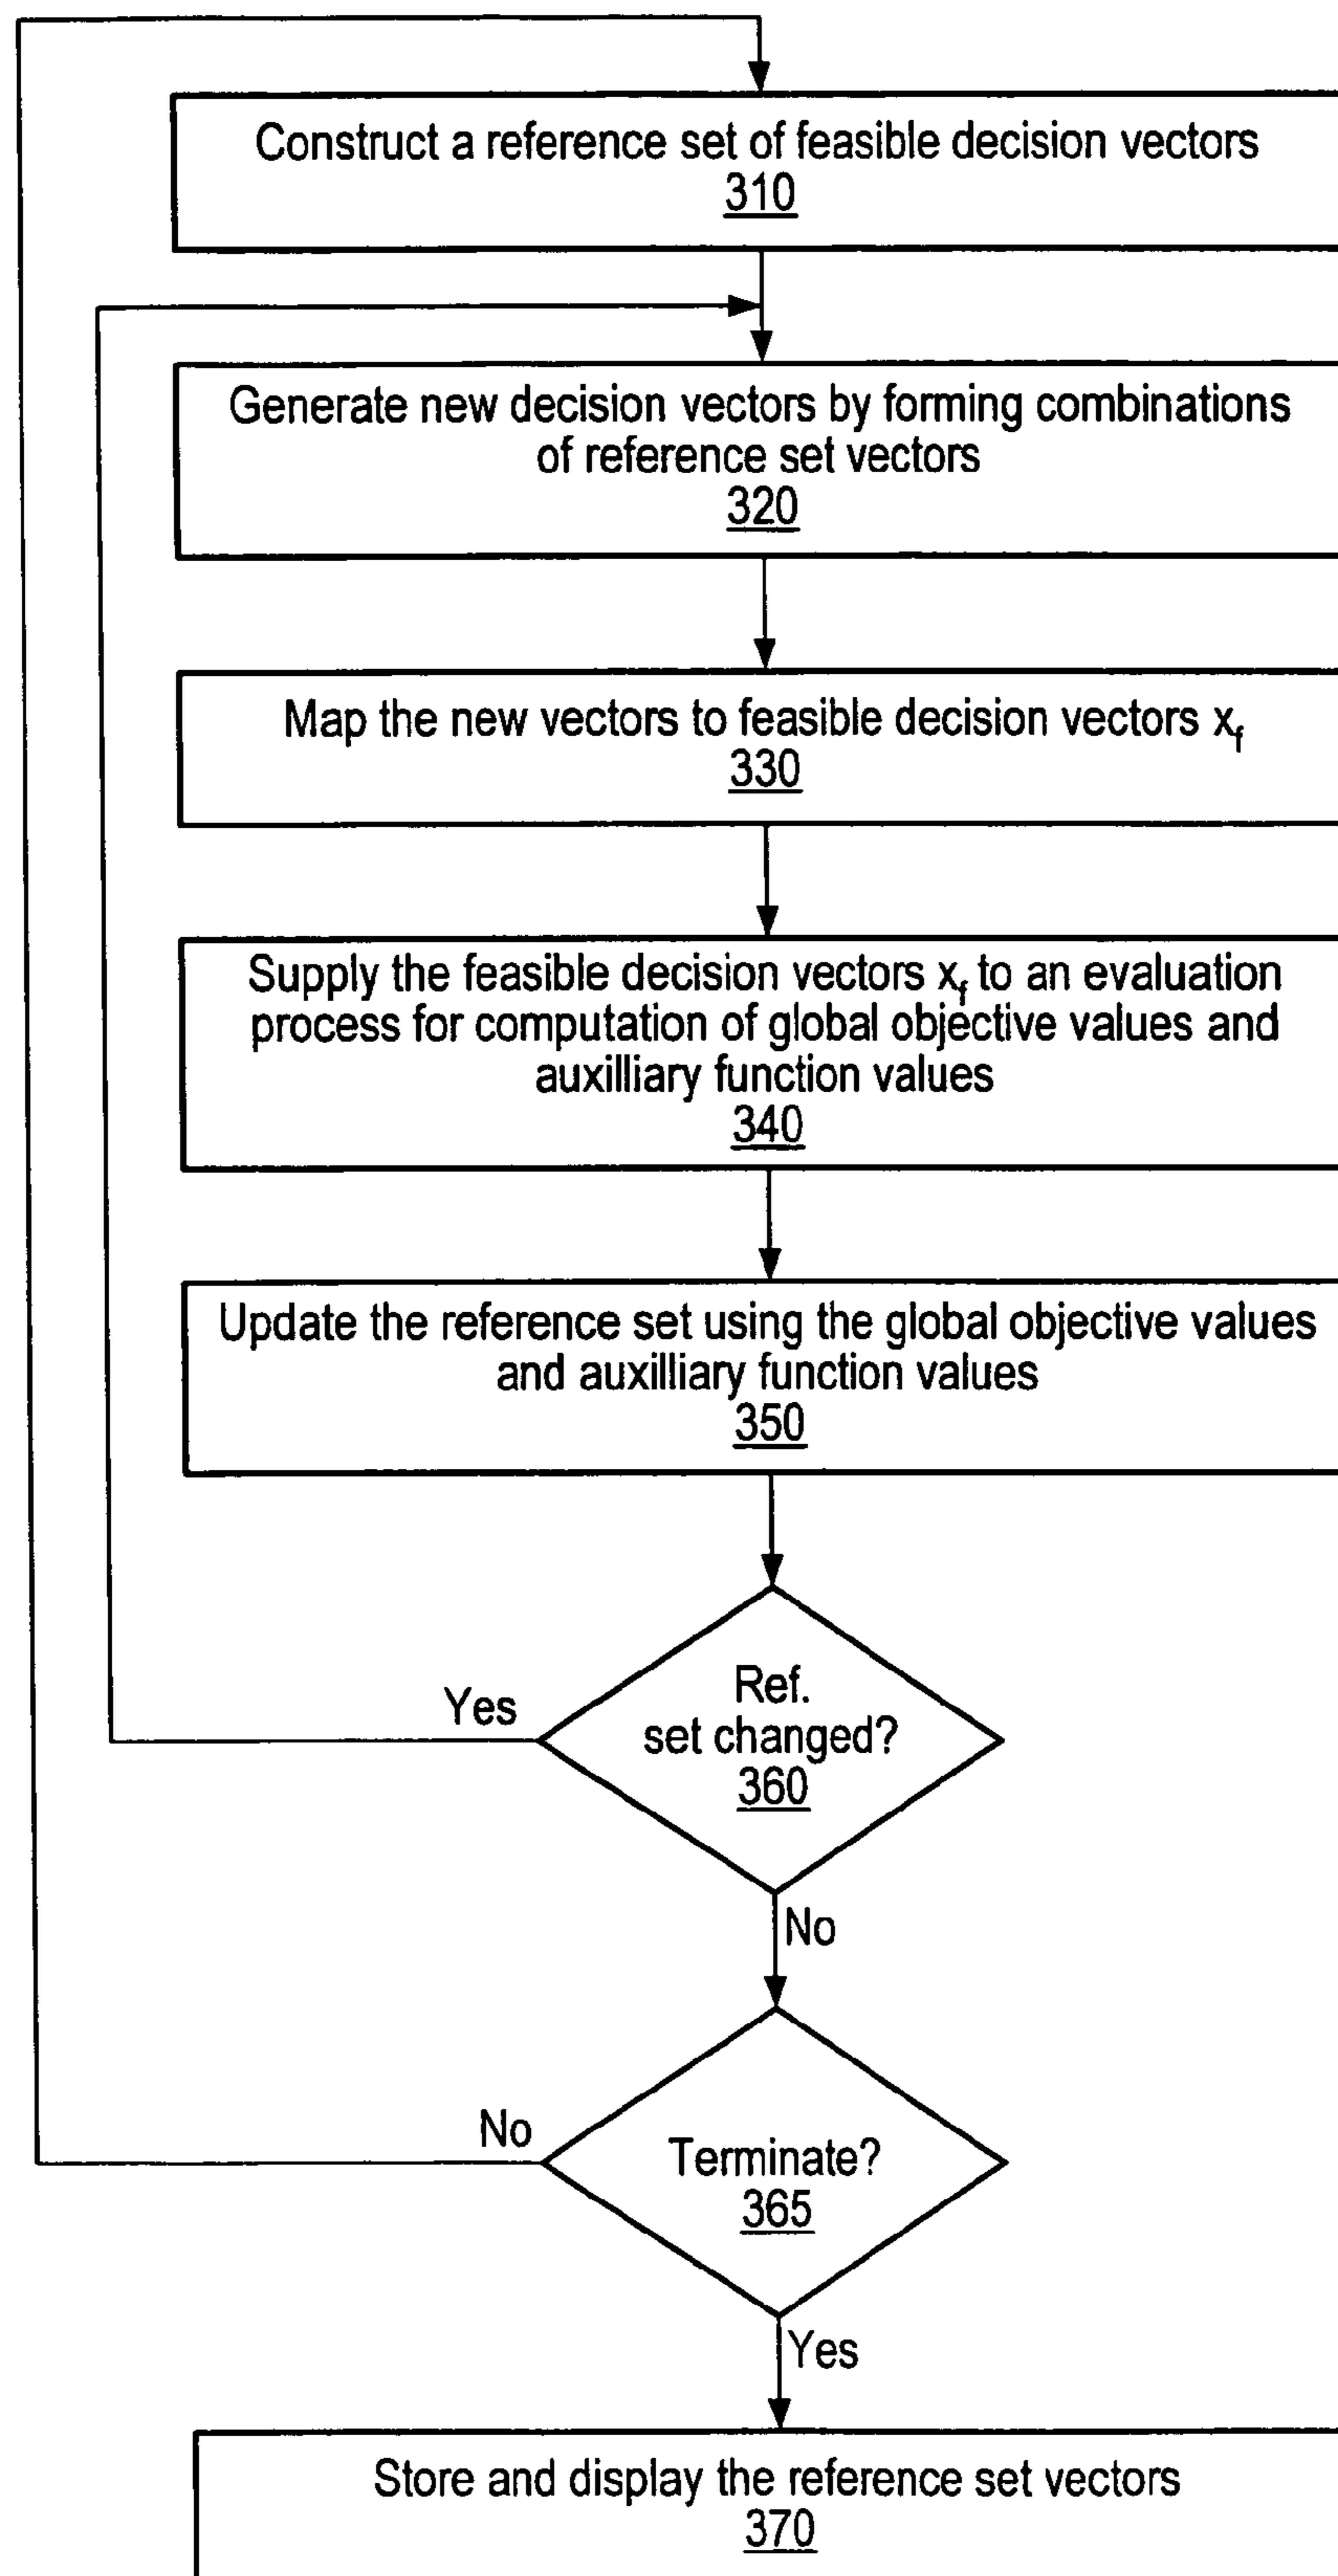 Construct a reference set of feasible decision vectors
310
Generate new decision vectors by forming combinations
of reference set vectors
320
Map the new vectors to feasible decision vectors xf
330
Supply the feasible decision vectors xf to an evaluation
process for computation of global objective values and
auxilliary function values
340
Update the reference set using the global objective values
and auxilliary function values
350
Yes
Ref.
set changed?
360
No
No
Terminate?
365
Yes
Store and display the reference set vectors
370